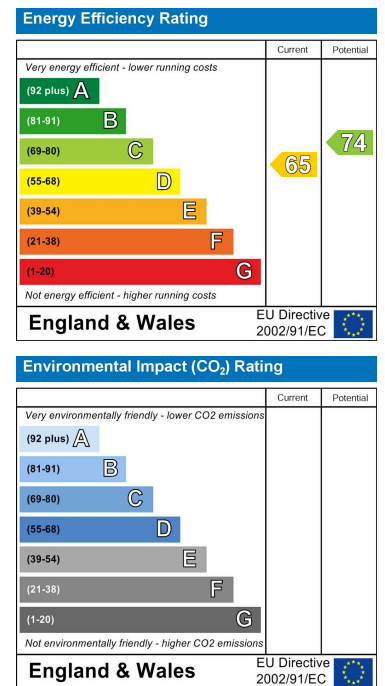 Energy Efficiency Rating
Current Potential
Very energy efficient - lower running costs
(92 plus) A
(81-91) B
(69-80) C
(55-68) D
(39-54) E
(21-38) F
(1-20) G
65
74
Not energy efficient - higher running costs
England & Wales
EU Directive
2002/91/EC
Environmental Impact (CO₂) Rating
Current Potential
Very environmentally friendly - lower CO2 emissions
(92 plus) A
(81-91) B
(69-80) C
(55-68) D
(39-54) E
(21-38) F
(1-20) G
Not environmentally friendly - higher CO2 emissions
England & Wales
EU Directive
2002/91/EC